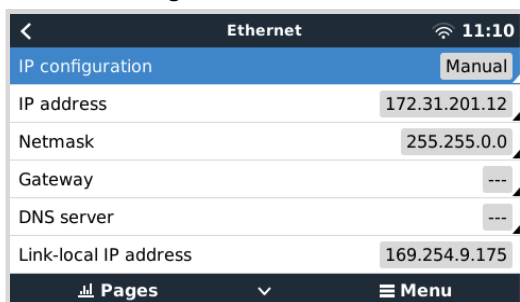 Ethernet 11:10
IP configuration Manual
IP address 172.31.201.12
Netmask 255.255.0.0
Gateway ---
DNS server ---
Link-local IP address 169.254.9.175
Pages Menu